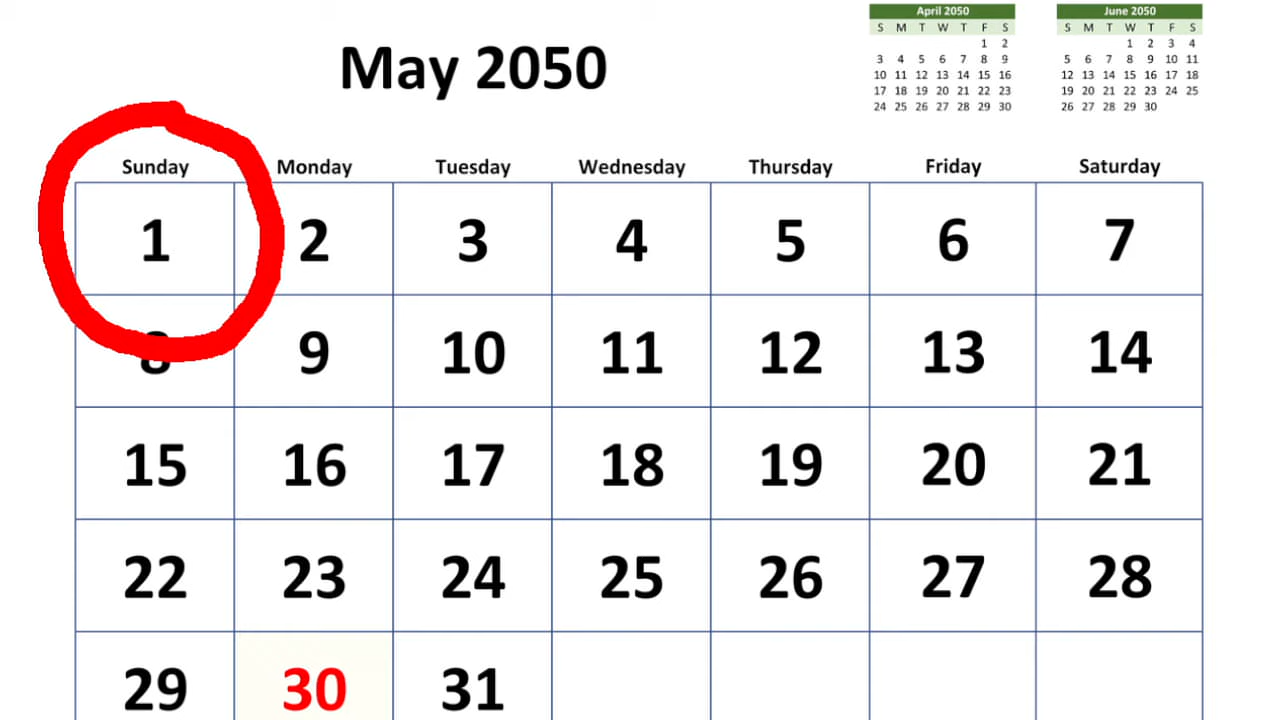 April 2050
S M T W T F S
1 2
3 4 5 6 7 8 9
10 11 12 13 14 15 16
17 18 19 20 21 22 23
24 25 26 27 28 29 30
June 2050
S M T W T F S
1 2 3 4
5 6 7 8 9 10 11
12 13 14 15 16 17 18
19 20 21 22 23 24 25
26 27 28 29 30
May 2050
Sunday Monday Tuesday Wednesday Thursday Friday Saturday
1 2 3 4 5 6 7
8 9 10 11 12 13 14
15 16 17 18 19 20 21
22 23 24 25 26 27 28
29 30 31